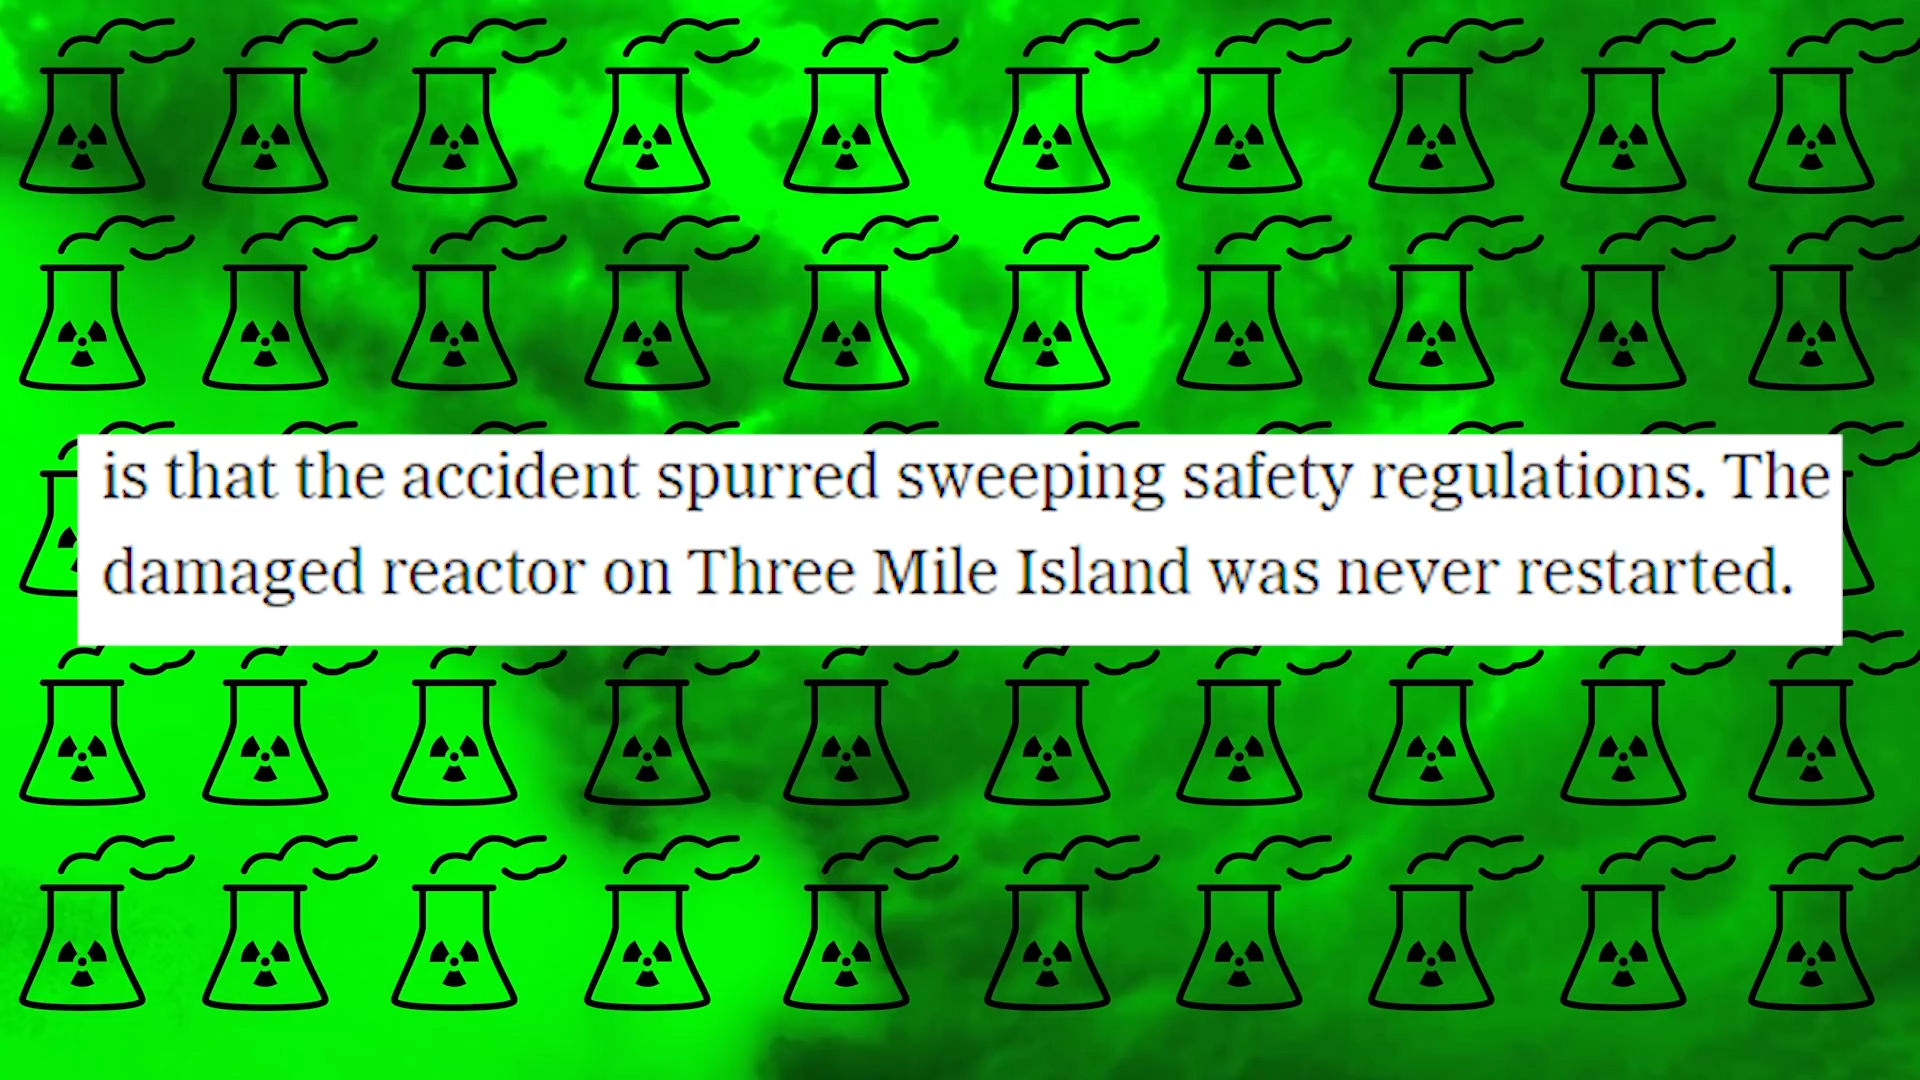 is that the accident spurred sweeping safety regulations. The
damaged reactor on Three Mile Island was never restarted.